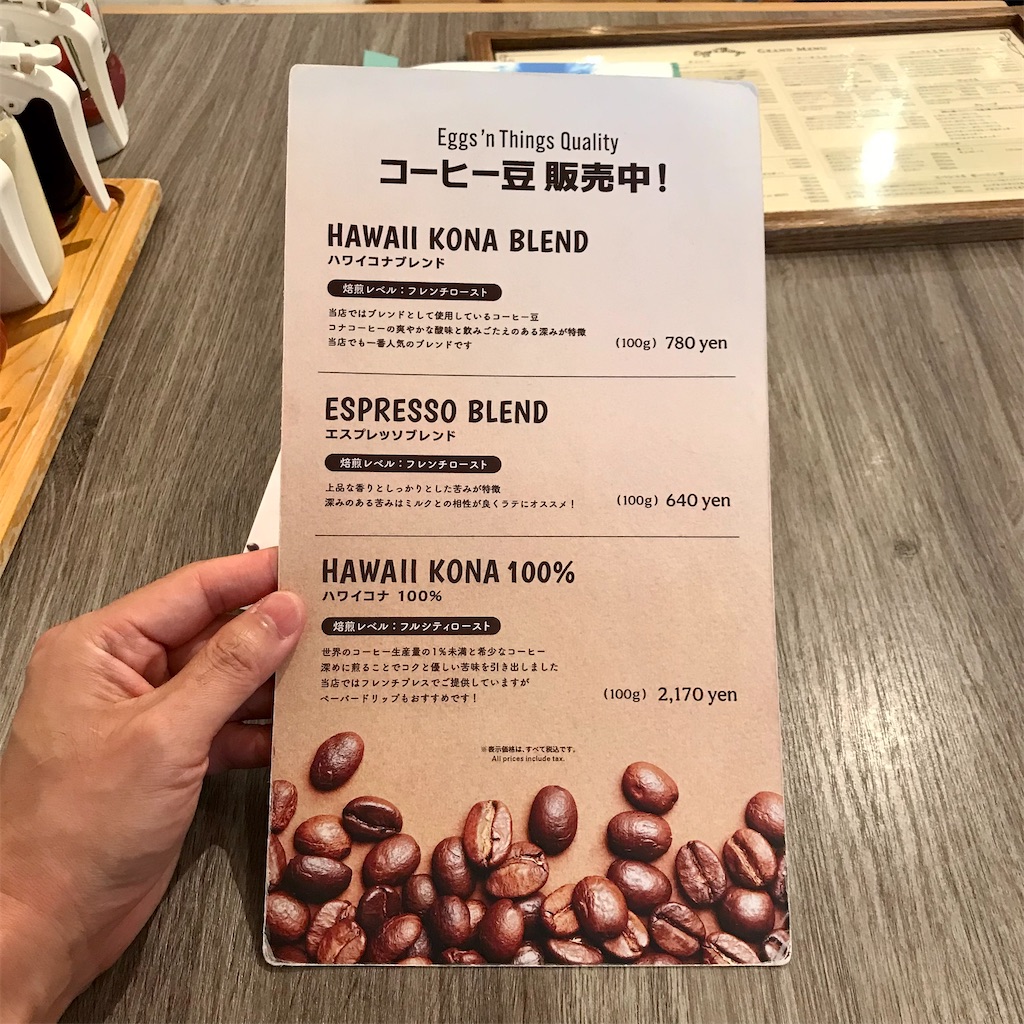 Eggs 'n Things GRAND MENU
Eggs 'n Things Quality
コーヒー豆 販売中！
HAWAII KONA BLEND
ハワイコナブレンド
焙煎レベル：フレンチロースト
当店ではブレンドとして使用しているコーヒー豆
コナコーヒーの爽やかな酸味と飲みごたえのある深みが特徴
当店でも一番人気のブレンドです
(100g) 780 yen
ESPRESSO BLEND
エスプレッソブレンド
焙煎レベル：フレンチロースト
上品な香りとしっかりとした苦みが特徴
深みのある苦みはミルクとの相性が良くラテにオススメ！
(100g) 640 yen
HAWAII KONA 100%
ハワイコナ 100%
焙煎レベル：フルシティロースト
世界のコーヒー生産量の1％未満と希少なコーヒー
深めに煎ることでコクと優しい苦味を引き出しました
当店ではフレンチプレスでご提供していますが
ペーパードリップもおすすめです！
(100g) 2,170 yen
※表示価格は、すべて税込です。
All prices include tax.